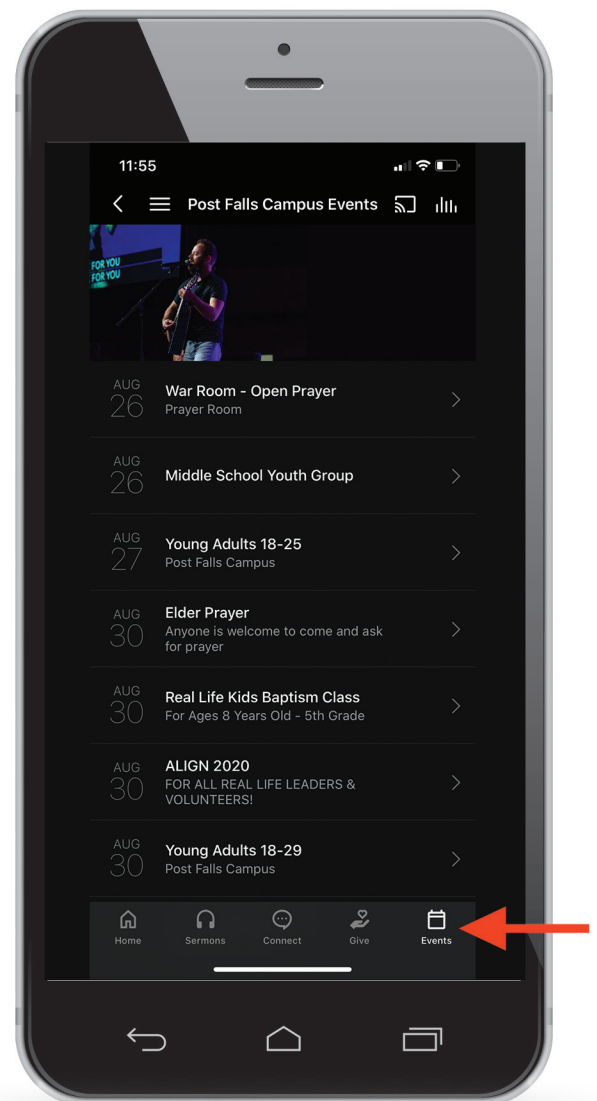 11:55
Post Falls Campus Events
FOR YOU
FOR YOU
AUG
26
War Room - Open Prayer
Prayer Room
AUG
26
Middle School Youth Group
AUG
27
Young Adults 18-25
Post Falls Campus
AUG
30
Elder Prayer
Anyone is welcome to come and ask
for prayer
AUG
30
Real Life Kids Baptism Class
For Ages 8 Years Old - 5th Grade
AUG
30
ALIGN 2020
FOR ALL REAL LIFE LEADERS &
VOLUNTEERS!
AUG
30
Young Adults 18-29
Post Falls Campus
Home
Sermons
Connect
Give
Events